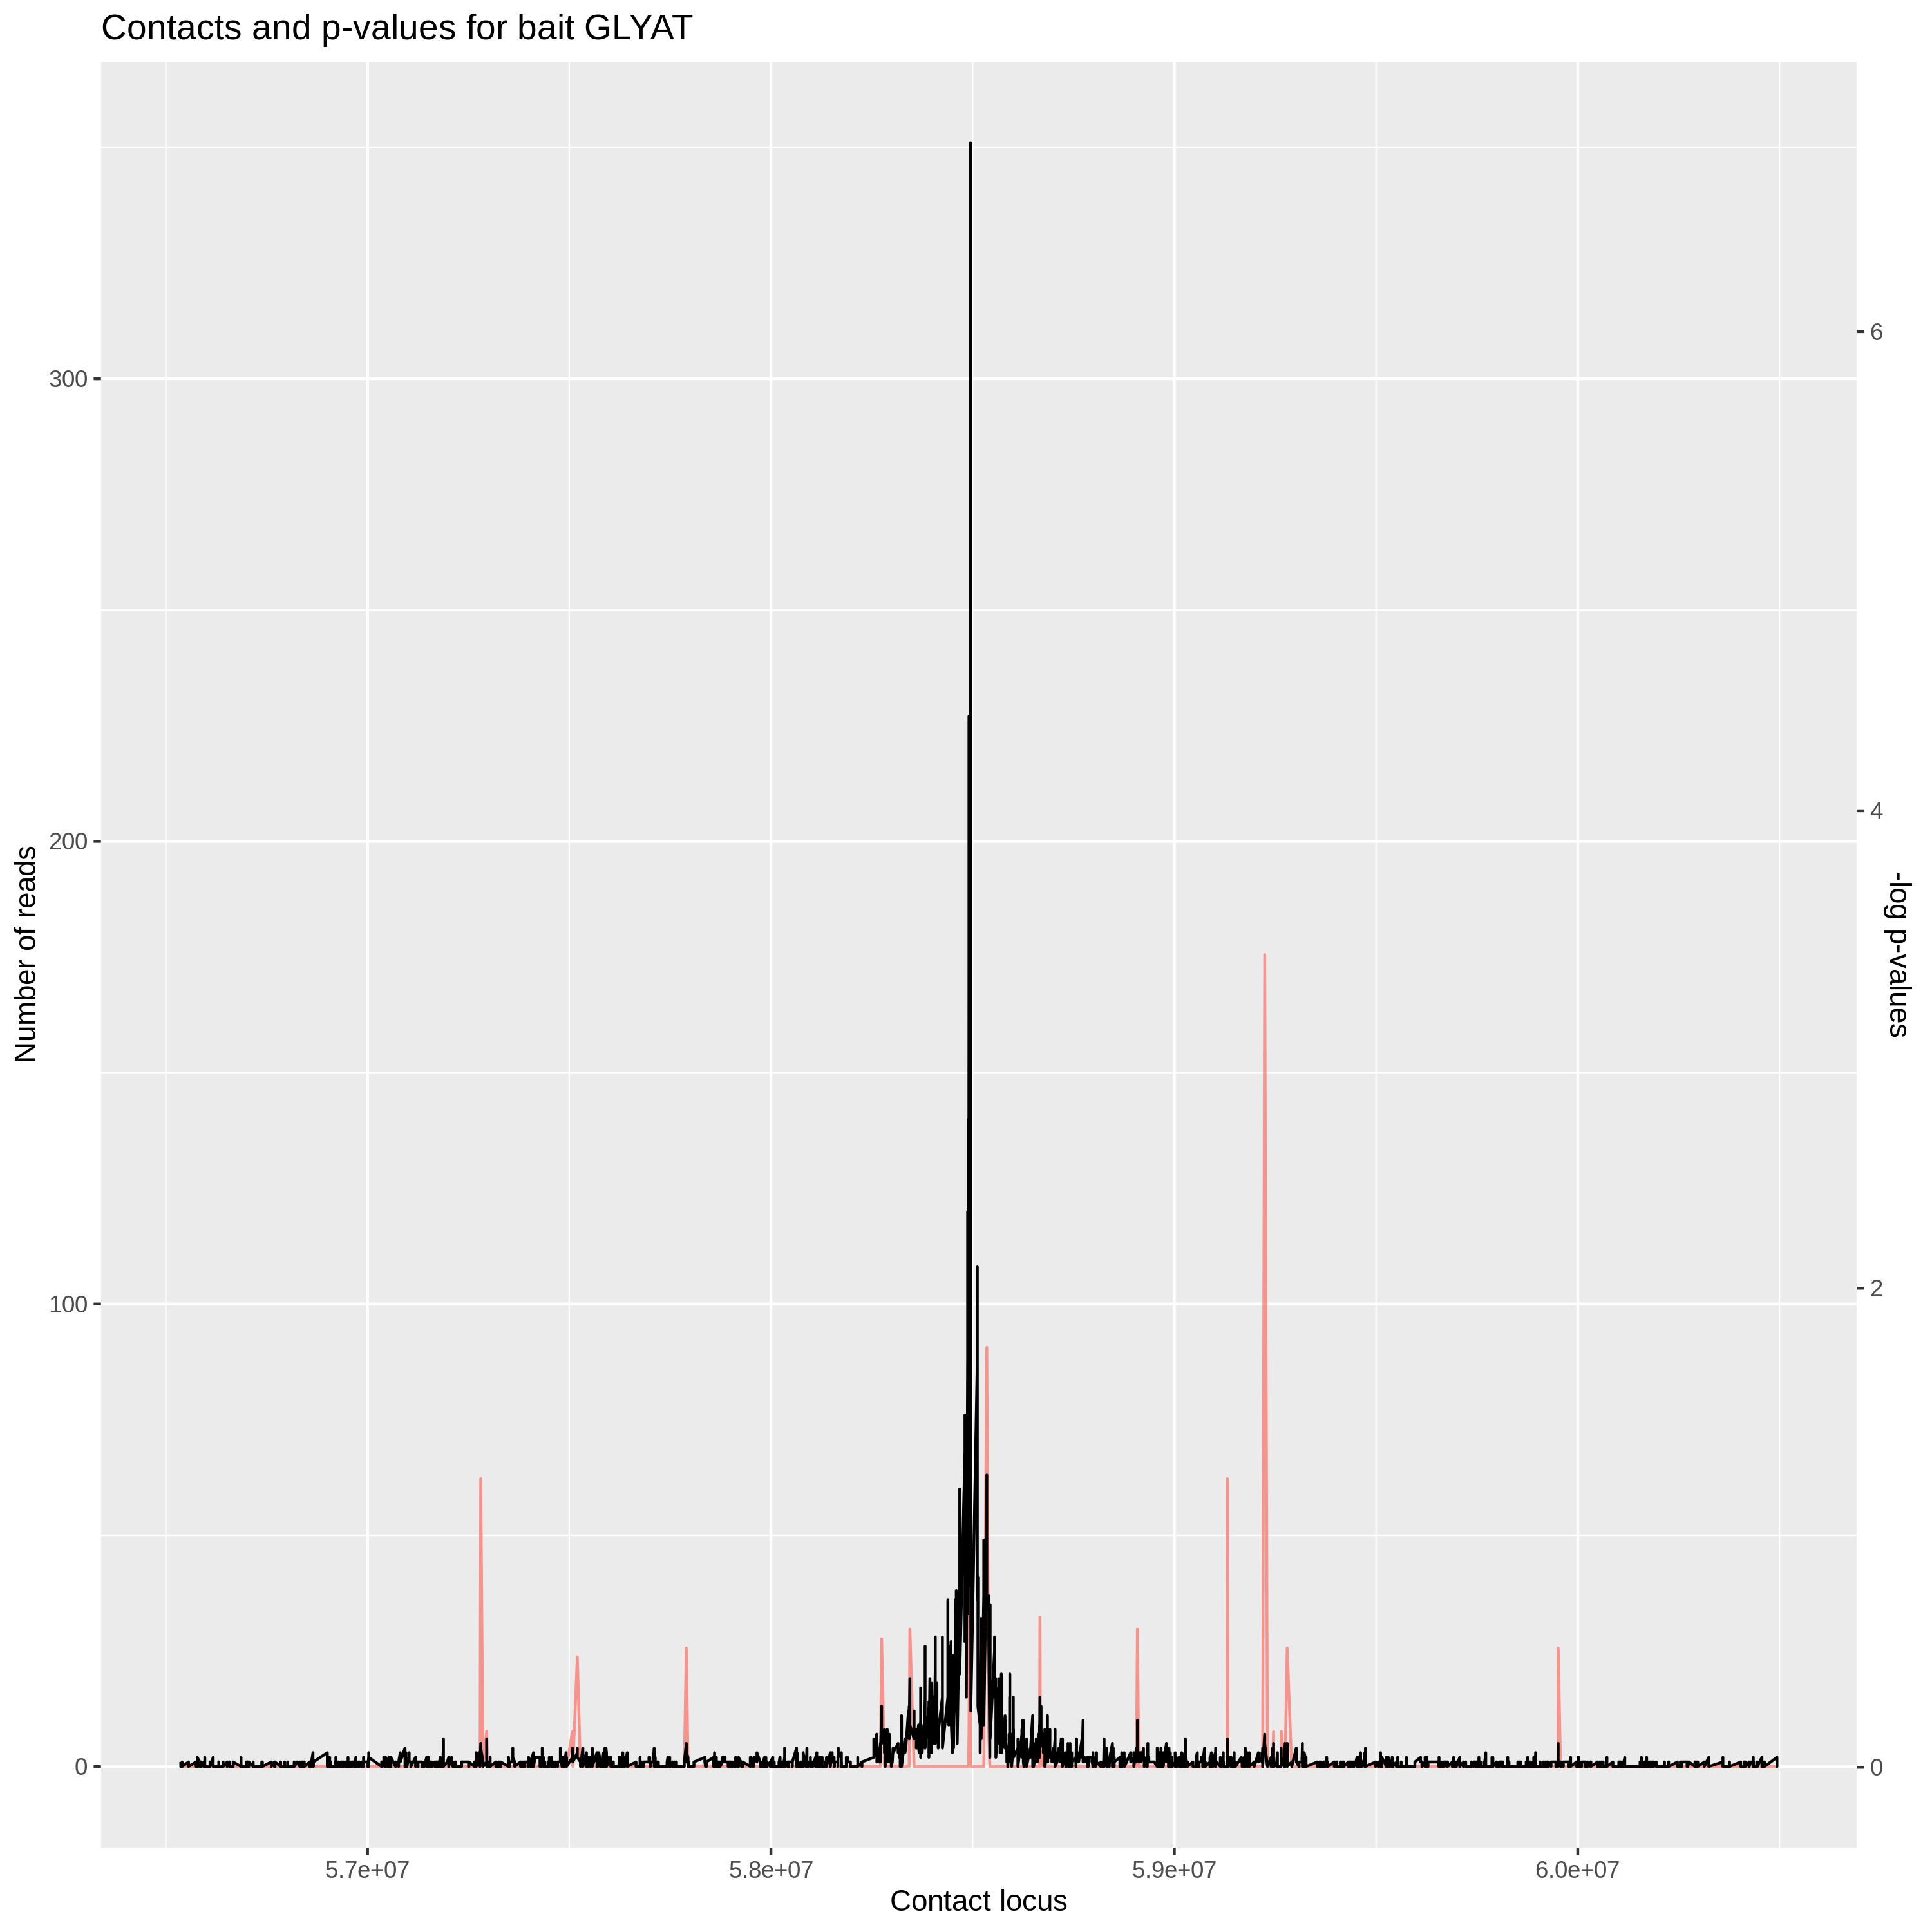 Contacts and p-values for bait GLYAT
300
200
100
0
6
4
2
0
Number of reads
-log p-values
5.7e+07
5.8e+07
5.9e+07
6.0e+07
Contact locus